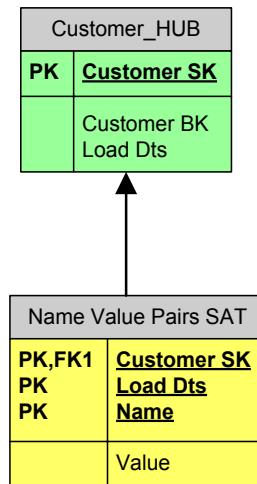 Customer_HUB
PK Customer SK
Customer BK
Load Dts
Name Value Pairs SAT
PK,FK1 Customer SK
PK Load Dts
PK Name
Value